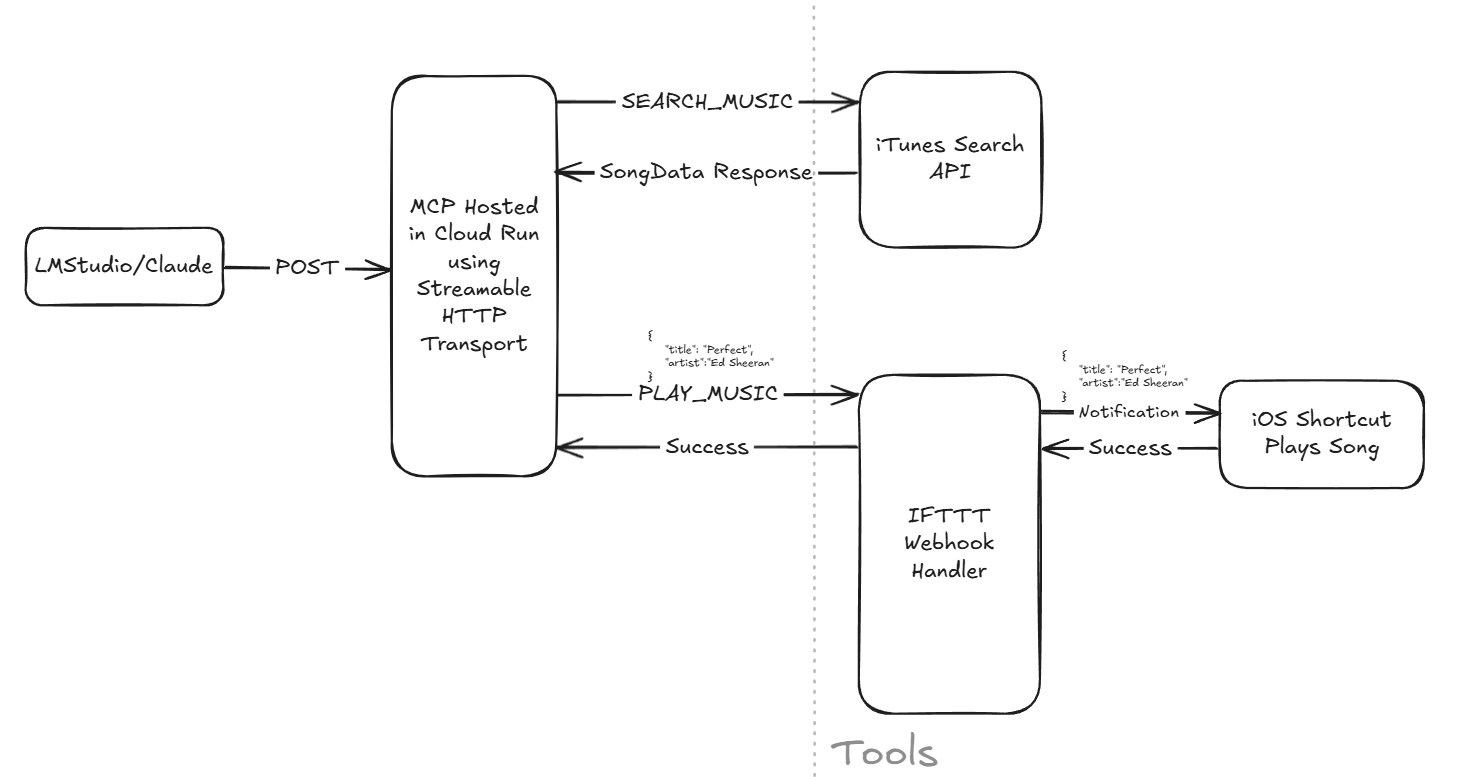 LMStudio/Claude
POST
MCP Hosted
in Cloud Run
using
Streamable
HTTP
Transport
SEARCH_MUSIC
SongData Response
iTunes Search
API
{
"title": "Perfect",
"artist":"Ed Sheeran"
}
PLAY_MUSIC
Success
IFTTT
Webhook
Handler
{
"title": "Perfect",
"artist":"Ed Sheeran"
}
Notification
Success
iOS Shortcut
Plays Song
Tools